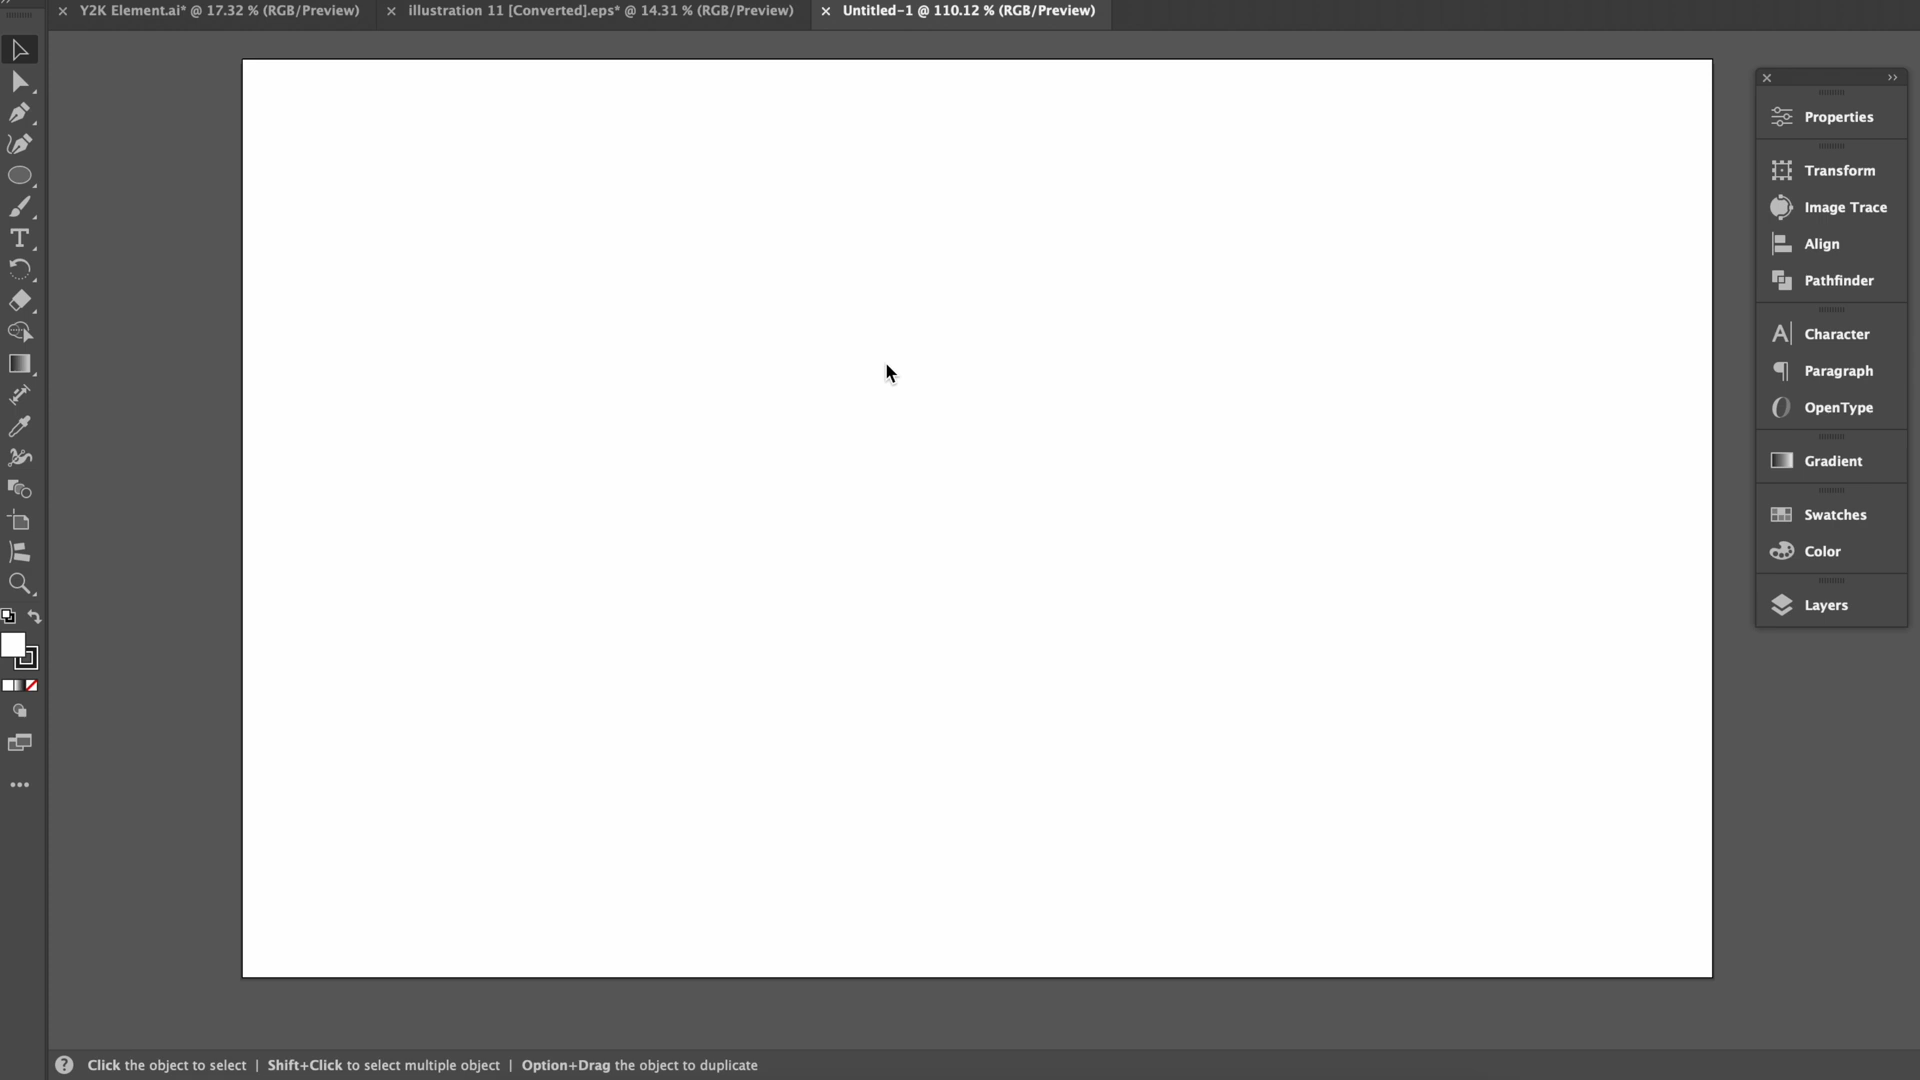 Y2K Element.ai* @ 17.32 % (RGB/Preview) illustration 11 [Converted].eps* @ 14.31 % (RGB/Preview) Untitled-1 @ 110.12 % (RGB/Preview)
Properties
Transform
Image Trace
Align
Pathfinder
Character
Paragraph
OpenType
Gradient
Swatches
Color
Layers
Click the object to select | Shift+Click to select multiple object | Option+Drag the object to duplicate